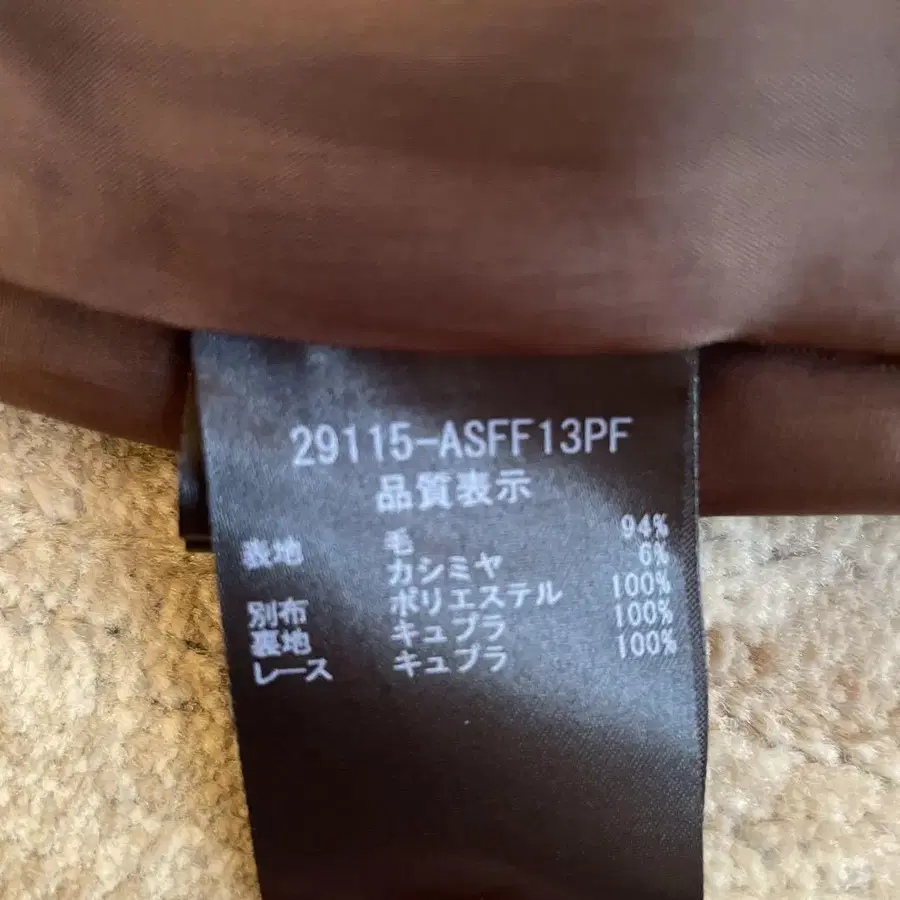 29115-ASFF13PF
品質表示
表地 毛 94%
カシミヤ 6%
別布 ポリエステル 100%
裏地 キュプラ 100%
レース キュプラ 100%